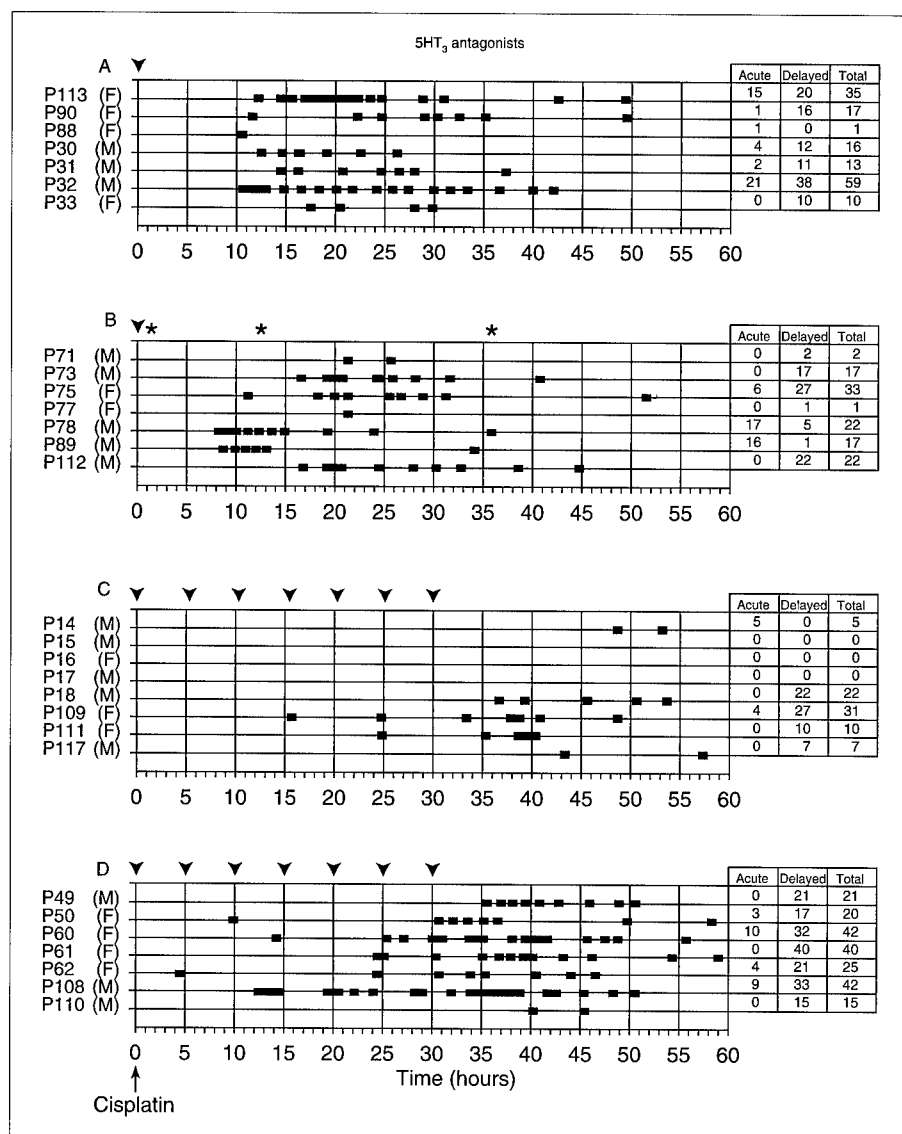 5HT3 antagonists
A
Acute Delayed Total
P113 (F) 15 20 35
P90 (F) 1 16 17
P88 (F) 1 0 1
P30 (M) 4 12 16
P31 (M) 2 11 13
P32 (M) 21 38 59
P33 (F) 0 10 10
0 5 10 15 20 25 30 35 40 45 50 55 60
B * * *
Acute Delayed Total
P71 (M) 0 2 2
P73 (M) 0 17 17
P75 (F) 6 27 33
P77 (F) 0 1 1
P78 (M) 17 5 22
P89 (M) 16 1 17
P112 (M) 0 22 22
0 5 10 15 20 25 30 35 40 45 50 55 60
C
Acute Delayed Total
P14 (M) 5 0 5
P15 (M) 0 0 0
P16 (F) 0 0 0
P17 (M) 0 0 0
P18 (M) 0 22 22
P109 (F) 4 27 31
P111 (F) 0 10 10
P117 (M) 0 7 7
0 5 10 15 20 25 30 35 40 45 50 55 60
D
Acute Delayed Total
P49 (M) 0 21 21
P50 (F) 3 17 20
P60 (F) 10 32 42
P61 (F) 0 40 40
P62 (F) 4 21 25
P108 (M) 9 33 42
P110 (M) 0 15 15
0 5 10 15 20 25 30 35 40 45 50 55 60
Time (hours)
Cisplatin